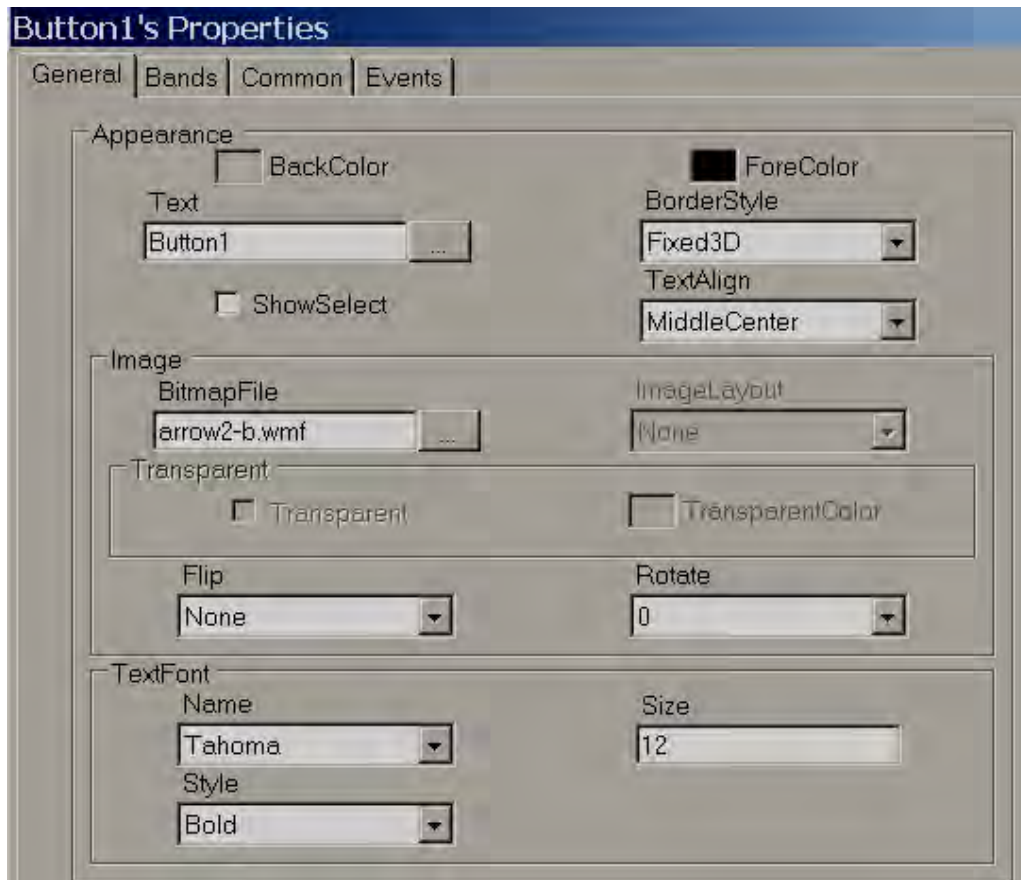 Button1's Properties
General Bands Common Events
Appearance
BackColor ForeColor
Text BorderStyle
Button1 ... Fixed3D
TextAlign
ShowSelect
MiddleCenter
Image
BitmapFile ImageLayout
arrow2-b.wmf ... None
Transparent
Transparent TransparentColor
Flip Rotate
None 0
TextFont
Name Size
Tahoma 12
Style
Bold